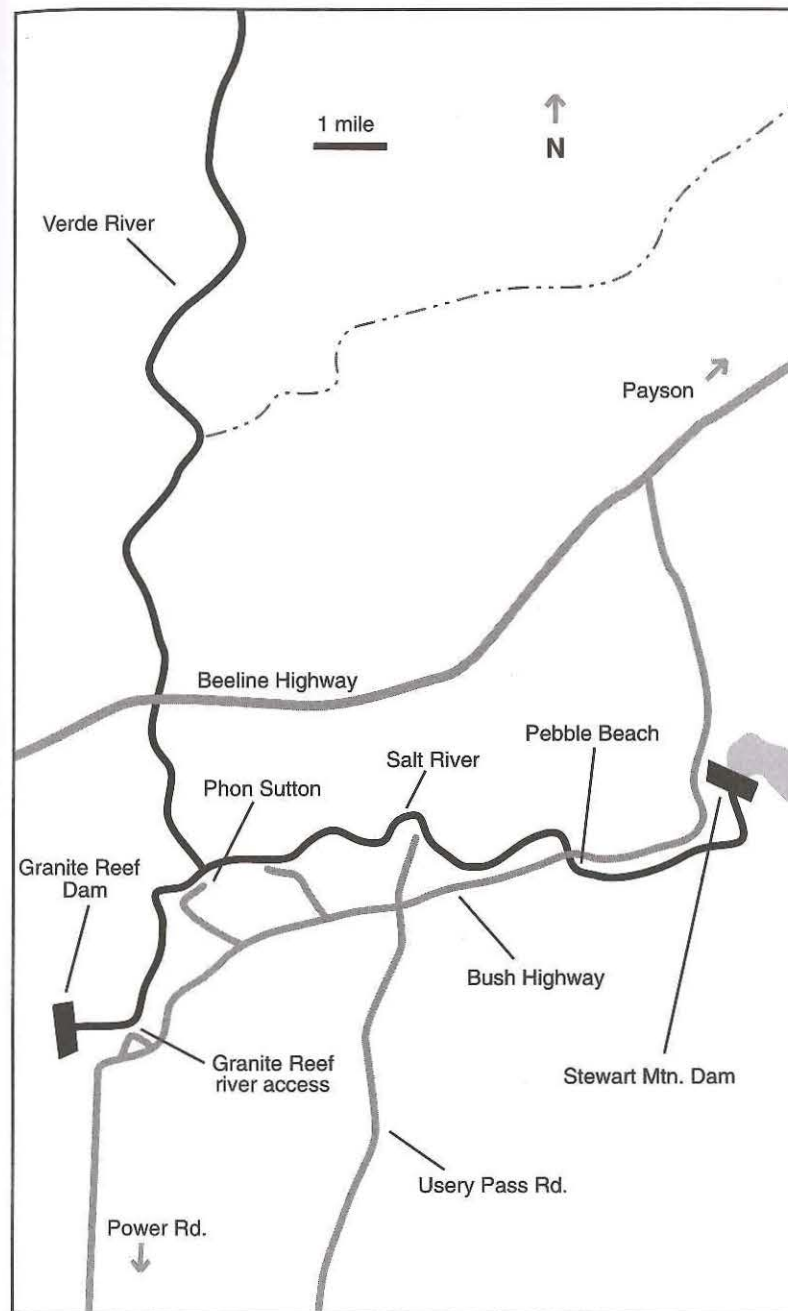 1 mile
N
Verde River
Payson
Beeline Highway
Pebble Beach
Salt River
Phon Sutton
Granite Reef
Dam
Bush Highway
Granite Reef
river access
Stewart Mtn. Dam
Usery Pass Rd.
Power Rd.